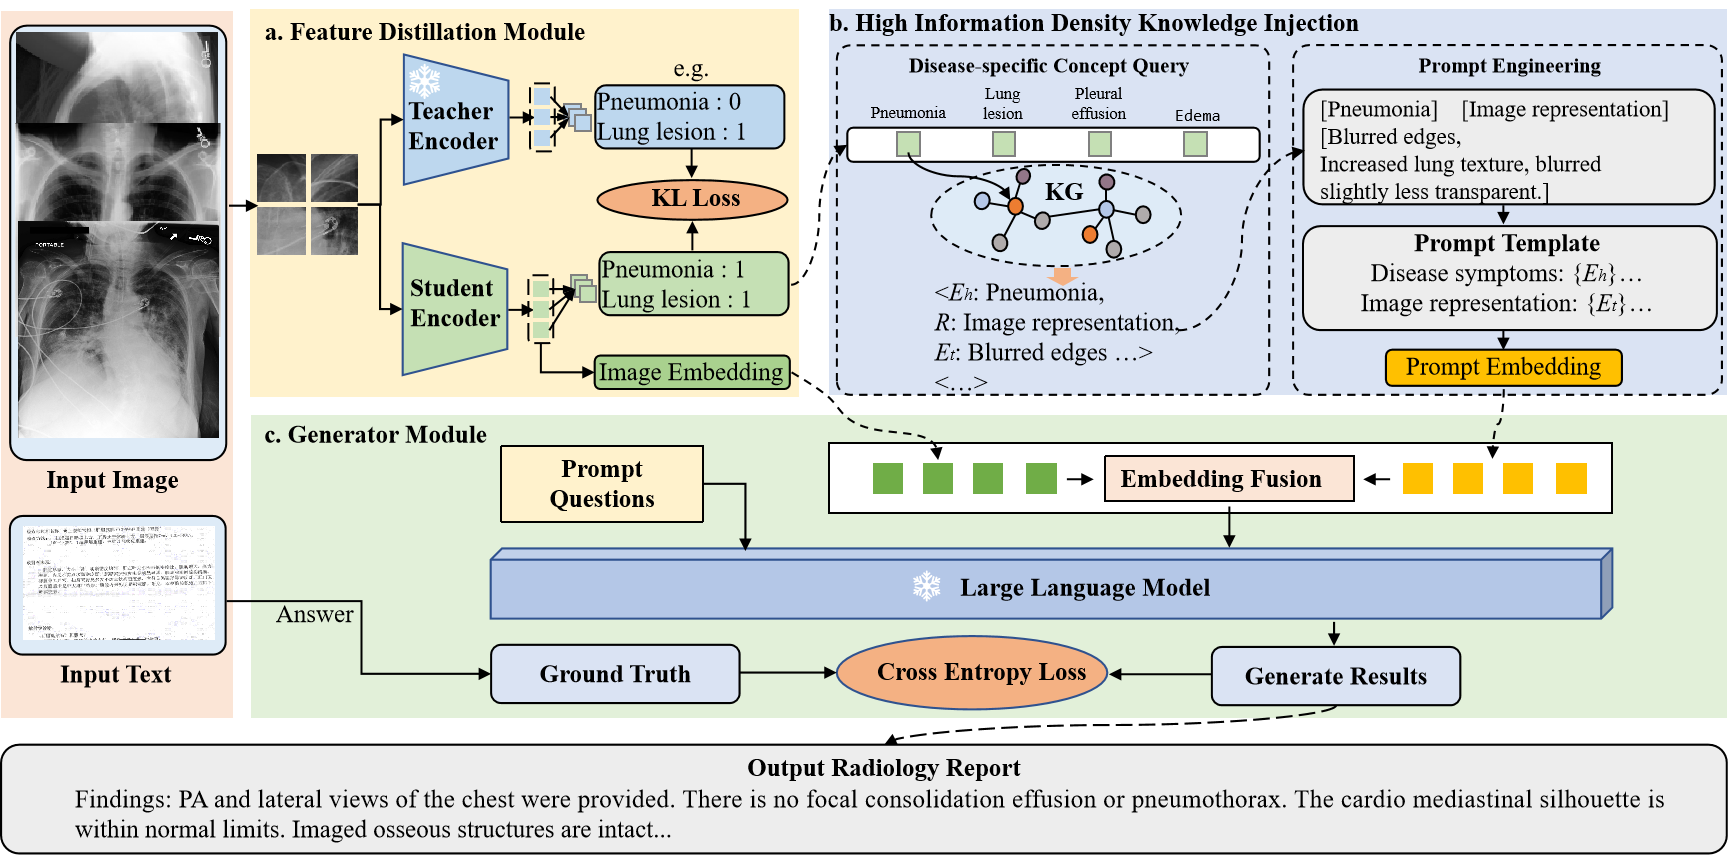 a. Feature Distillation Module
Teacher
Encoder
e.g.
Pneumonia : 0
Lung lesion : 1
KL Loss
Student
Encoder
Pneumonia : 1
Lung lesion : 1
Image Embedding
b. High Information Density Knowledge Injection
Disease-specific Concept Query
Pneumonia
Lung
lesion
Pleural
effusion
Edema
KG
<Eh: Pneumonia,
R: Image representation,
Et: Blurred edges …>
<…>
Prompt Engineering
[Pneumonia] [Image representation]
[Blurred edges,
Increased lung texture, blurred
slightly less transparent.]
Prompt Template
Disease symptoms: {Eh}…
Image representation: {Et}…
Prompt Embedding
PORTABLE
Input Image
Input Text
c. Generator Module
Prompt
Questions
Embedding Fusion
Large Language Model
Answer
Ground Truth
Cross Entropy Loss
Generate Results
Output Radiology Report
Findings: PA and lateral views of the chest were provided. There is no focal consolidation effusion or pneumothorax. The cardio mediastinal silhouette is
within normal limits. Imaged osseous structures are intact...